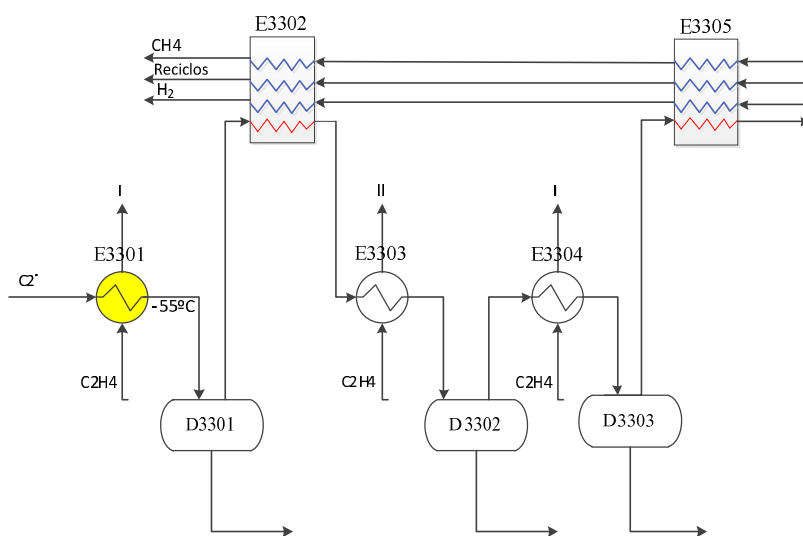 E3302
E3305
CH4
Reciclos
H2
I
II
I
E3301
E3303
E3304
C2-
-55ºC
C2H4
C2H4
C2H4
D3301
D3302
D3303